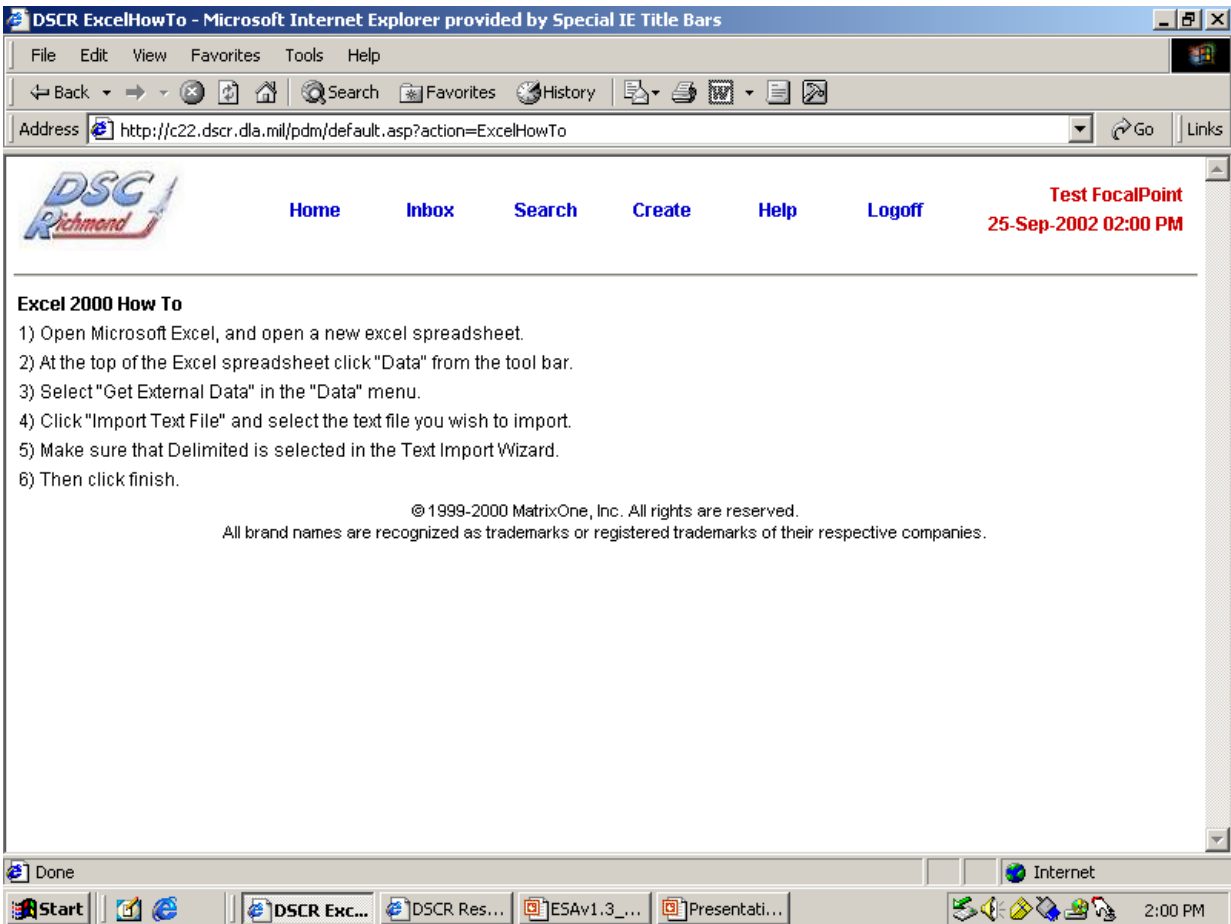 DSCR ExcelHowTo - Microsoft Internet Explorer provided by Special IE Title Bars
File Edit View Favorites Tools Help
Back Search Favorites History
Address http://c22.dscr.dla.mil/pdm/default.asp?action=ExcelHowTo Go Links
DSC Richmond
Home Inbox Search Create Help Logoff
Test FocalPoint
25-Sep-2002 02:00 PM
Excel 2000 How To
1) Open Microsoft Excel, and open a new excel spreadsheet.
2) At the top of the Excel spreadsheet click "Data" from the tool bar.
3) Select "Get External Data" in the "Data" menu.
4) Click "Import Text File" and select the text file you wish to import.
5) Make sure that Delimited is selected in the Text Import Wizard.
6) Then click finish.
© 1999-2000 MatrixOne, Inc. All rights are reserved.
All brand names are recognized as trademarks or registered trademarks of their respective companies.
Done Internet
Start DSCR Exc... DSCR Res... ESAv1.3_... Presentati... 2:00 PM